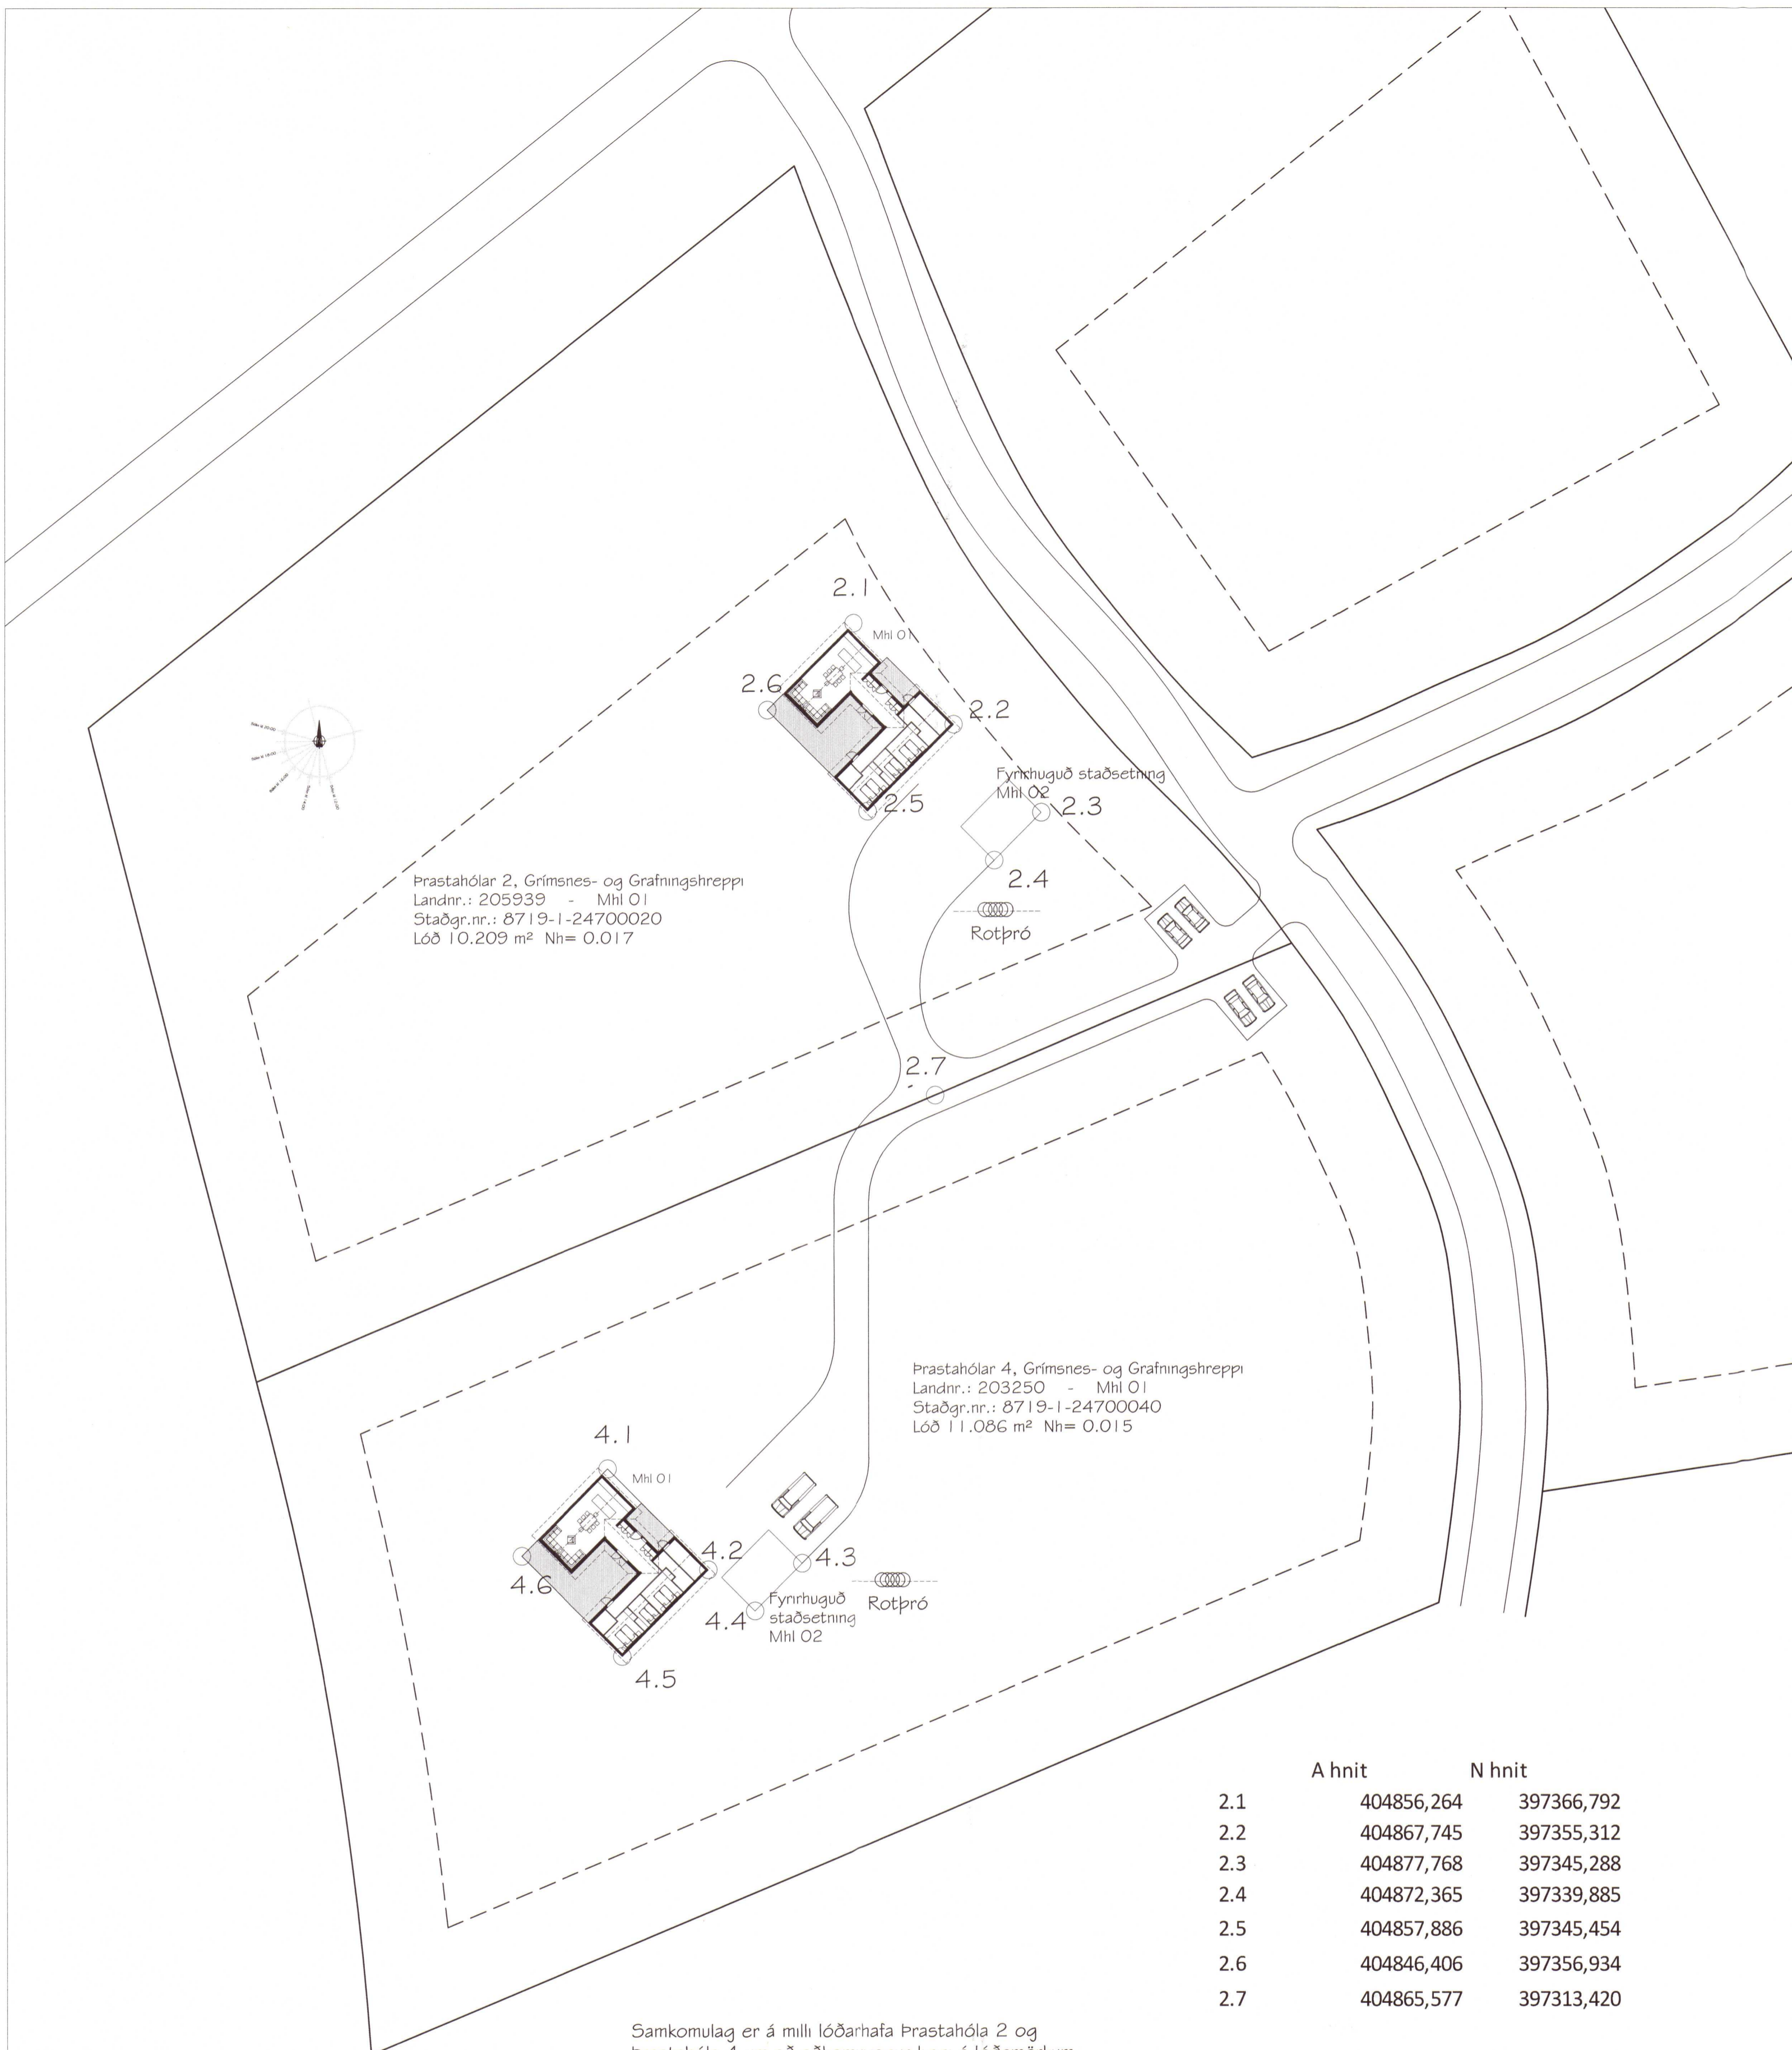 2.1
Mhl 01
2.6
2.2
Fyrirhuguð staðsetning
Mhl 02
2.3
2.5
2.4
Rotþró
Þrastahólar 2, Grímsnes- og Grafningshreppi
Landnr.: 205939 - Mhl 01
Staðgr.nr.: 8719-1-24700020
Lóð 10.209 m² Nh= 0.017
2.7
Þrastahólar 4, Grímsnes- og Grafningshreppi
Landnr.: 203250 - Mhl 01
Staðgr.nr.: 8719-1-24700040
Lóð 11.086 m² Nh= 0.015
4.1
Mhl 01
4.2
4.3
4.6
4.4
Fyrirhuguð
staðsetning
Mhl 02
Rotþró
4.5
A hnit N hnit
2.1 404856,264 397366,792
2.2 404867,745 397355,312
2.3 404877,768 397345,288
2.4 404872,365 397339,885
2.5 404857,886 397345,454
2.6 404846,406 397356,934
2.7 404865,577 397313,420
Samkomulag er á milli lóðarhafa Þrastahóla 2 og